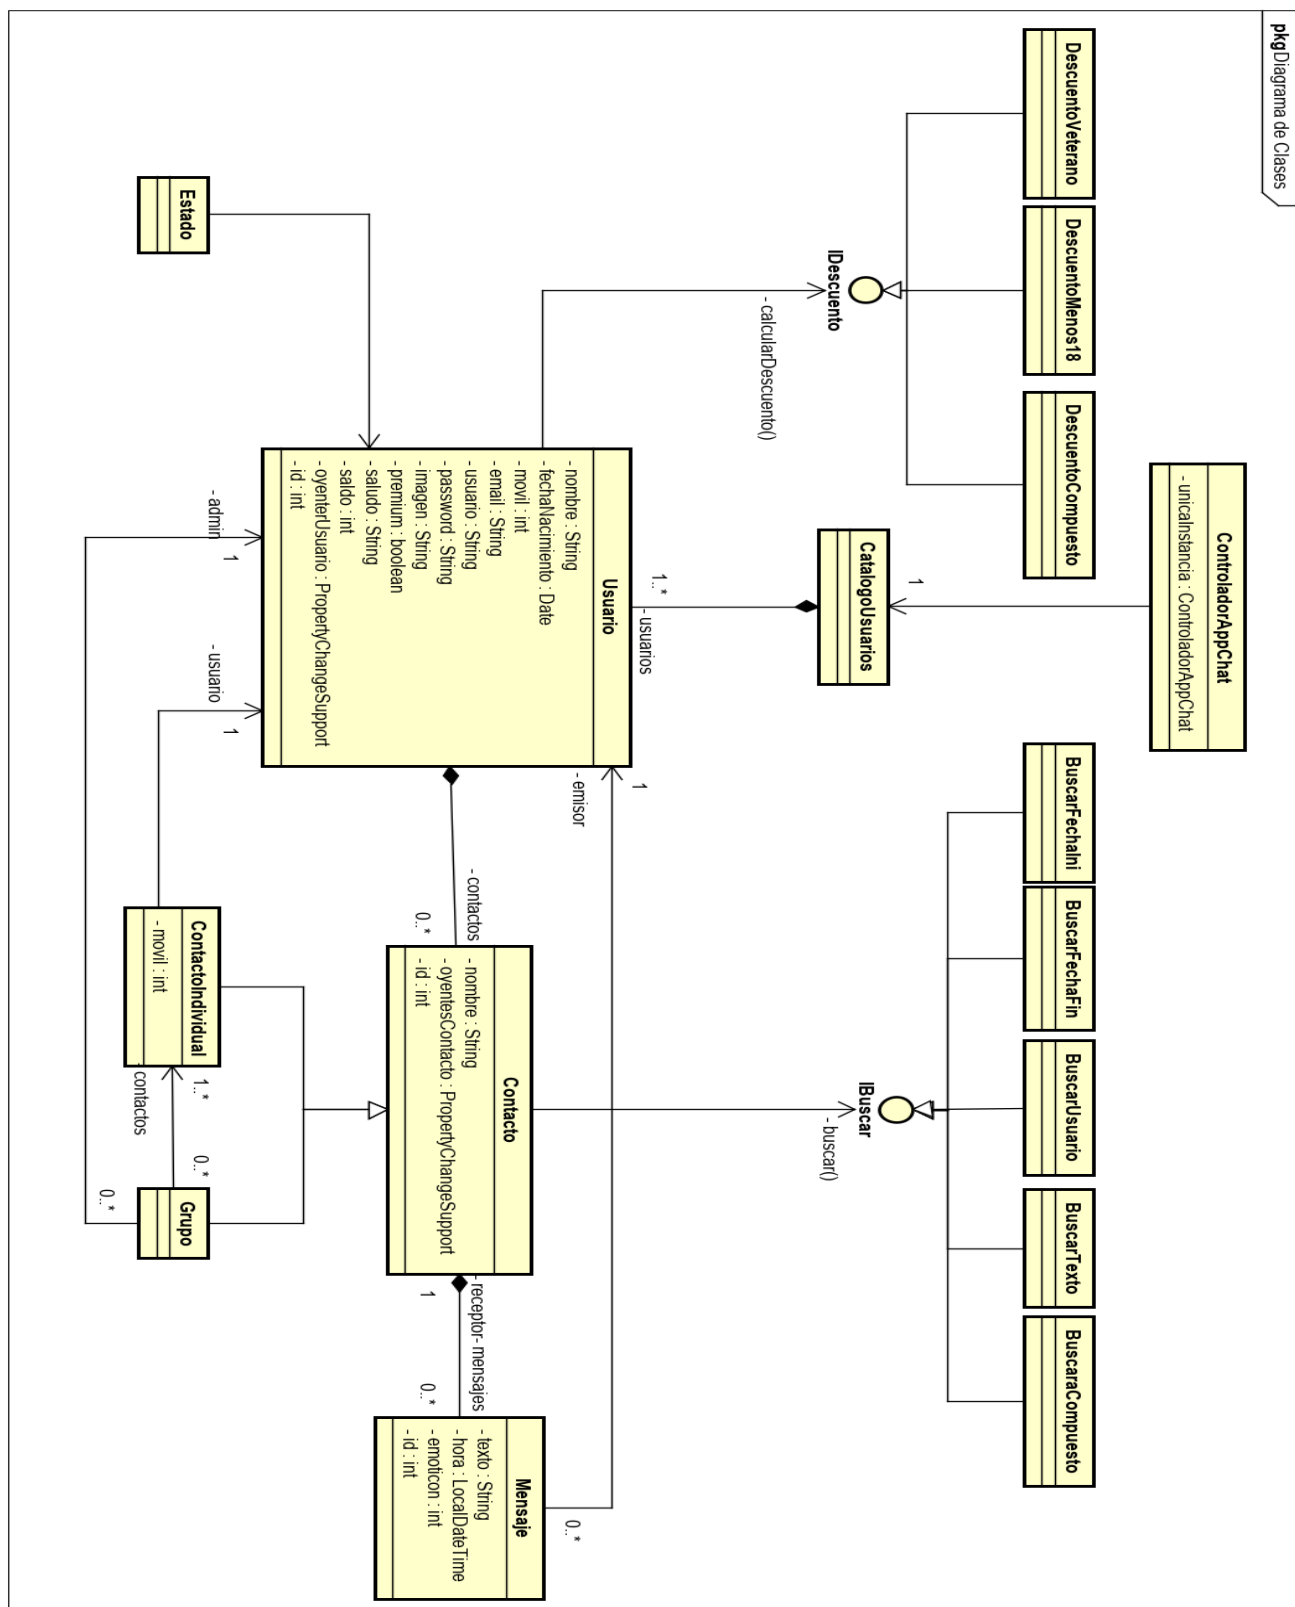 pkg Diagrama de Clases
DescuentoVeterano
DescuentoMenos18
DescuentoCompuesto
ControladorAppChat
- unicaInstancia : ControladorAppChat
BuscarFechaIni
BuscarFechaFin
BuscarUsuario
BuscarTexto
BuscaraCompuesto
IDescuento
- calcularDescuento()
CatalogoUsuarios
1
1..*
- usuarios
IBuscar
- buscar()
Estado
Usuario
- nombre : String
- fechaNacimiento : Date
- movil : int
- email : String
- usuario : String
- password : String
- imagen : String
- premium : boolean
- saludo : String
- saldo : int
- oyenterUsuario : PropertyChangeSupport
- id : int
1
- emisor
- contactos
0..*
Contacto
- nombre : String
- oyentesContacto : PropertyChangeSupport
- id : int
- receptor
1
- mensajes
0..*
Mensaje
- texto : String
- hora : LocalDateTime
- emoticon : int
- id : int
0..*
- admin
1
- usuario
1
ContactoIndividual
- movil : int
- contactos
1..*
0..*
Grupo
0..*